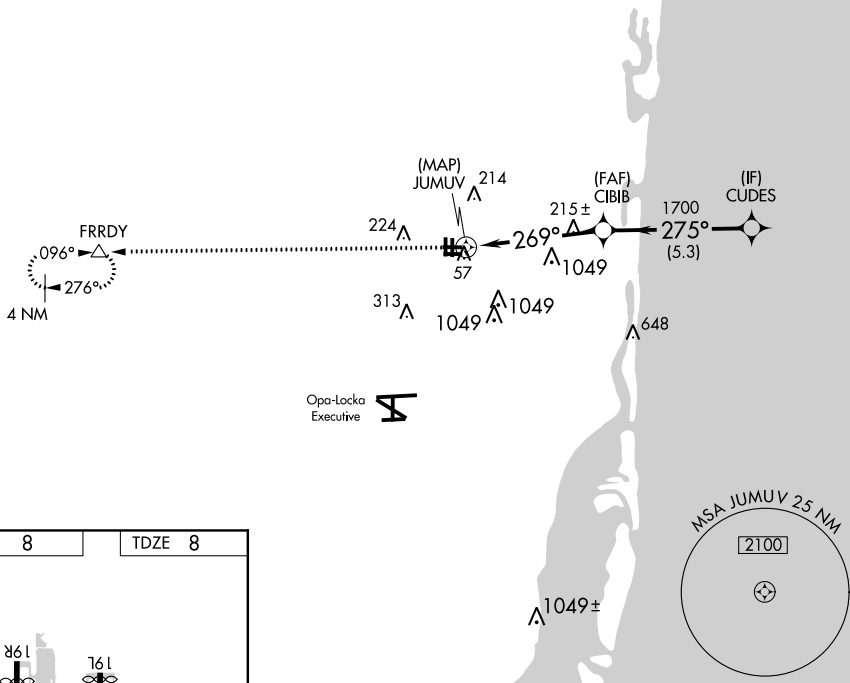 (MAP)
JUMUV
214
(FAF)
CIBIB
(IF)
CUDES
215±
1700
275°
(5.3)
269°
224
FRRDY
096°
276°
4 NM
57
1049
313
1049
1049
648
Opa-Locka
Executive
MSA JUMUV 25 NM
2100
8
TDZE 8
1049±
19R
19L